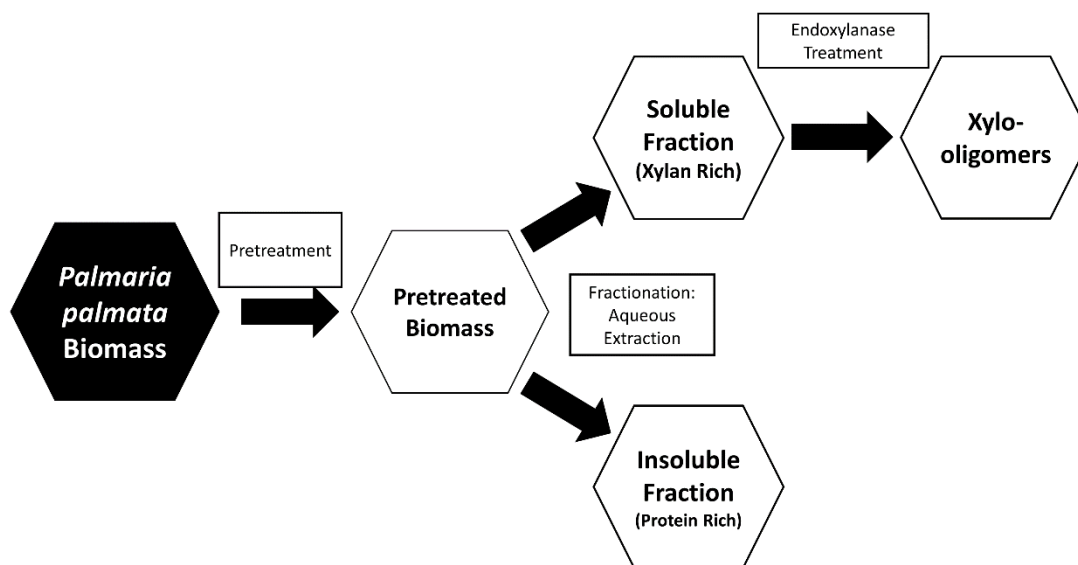 Palmaria
palmata
Biomass
Pretreatment
Pretreated
Biomass
Fractionation:
Aqueous
Extraction
Soluble
Fraction
(Xylan Rich)
Endoxylanase
Treatment
Xylo-
oligomers
Insoluble
Fraction
(Protein Rich)